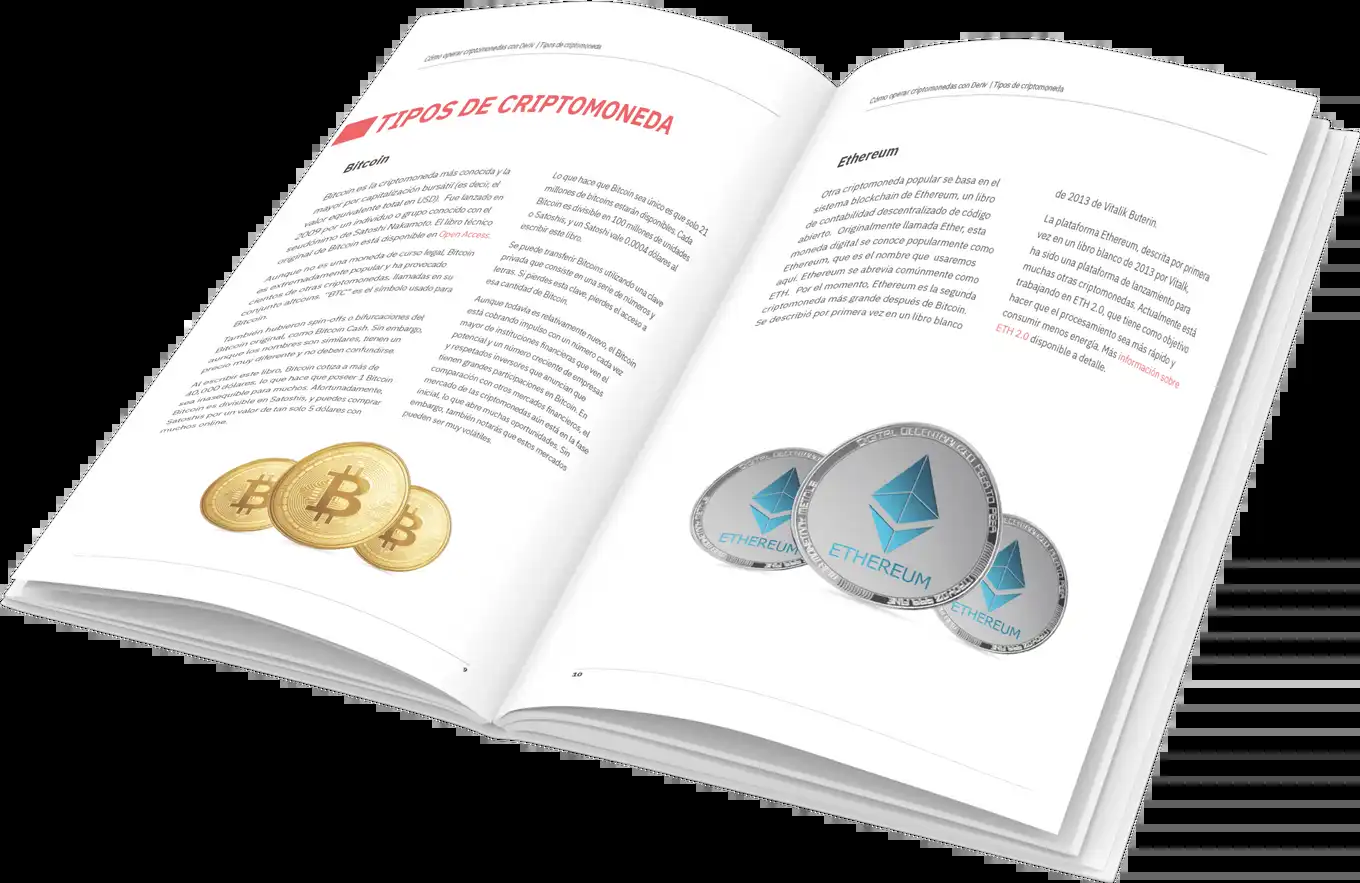 Cómo operar criptomonedas con Deriv | Tipos de criptomoneda
TIPOS DE CRIPTOMONEDA
Bitcoin
Bitcoin es la criptomoneda más conocida y la
mayor por capitalización bursátil (es decir, el
valor equivalente total en USD). Fue lanzado en
2009 por un individuo o grupo conocido con el
seudónimo de Satoshi Nakamoto. El libro técnico
original de Bitcoin está disponible en Open Access.
Aunque no es una moneda de curso legal, Bitcoin
es extremadamente popular y ha provocado
cientos de otras criptomonedas, llamadas en su
conjunto altcoins. "BTC" es el símbolo usado para
Bitcoin.
También hubieron spin-offs o bifurcaciones del
Bitcoin original, como Bitcoin Cash. Sin embargo,
aunque los nombres son similares, tienen un
precio muy diferente y no deben confundirse.
Al escribir este libro, Bitcoin cotiza a más de
40,000 dólares, lo que hace que poseer 1 Bitcoin
sea inasequible para muchos. Afortunadamente,
Bitcoin es divisible en Satoshis, y puedes comprar
Satoshis por un valor de tan solo 5 dólares con
muchos online.
Lo que hace que Bitcoin sea único es que solo 21
millones de bitcoins estarán disponibles. Cada
Bitcoin es divisible en 100 millones de unidades
o Satoshis, y un Satoshi vale 0,0004 dólares al
escribir este libro.
Se puede transferir Bitcoins utilizando una clave
privada que consiste en una serie de números y
letras. Si pierdes esta clave, pierdes el acceso a
esa cantidad de Bitcoin.
Aunque todavía es relativamente nuevo, el Bitcoin
está cobrando impulso con un número cada vez
mayor de instituciones financieras que ven el
potencial y un número creciente de empresas
y respetados inversores que anuncian que
tienen grandes participaciones en Bitcoin. En
comparación con otros mercados financieros, el
mercado de las criptomonedas aún está en la fase
inicial, lo que abre muchas oportunidades. Sin
embargo, también notarás que estos mercados
pueden ser muy volátiles.
9
Cómo operar criptomonedas con Deriv | Tipos de criptomoneda
Ethereum
Otra criptomoneda popular se basa en el
sistema blockchain de Ethereum, un libro
de contabilidad descentralizado de código
abierto. Originalmente llamada Ether, esta
moneda digital se conoce popularmente como
Ethereum, que es el nombre que usaremos
aquí. Ethereum se abrevia comúnmente como
ETH. Por el momento, Ethereum es la segunda
criptomoneda más grande después de Bitcoin.
Se describió por primera vez en un libro blanco
de 2013 de Vitalik Buterin.
La plataforma Ethereum, descrita por primera
vez en un libro blanco de 2013 por Vitalik,
ha sido una plataforma de lanzamiento para
muchas otras criptomonedas. Actualmente está
trabajando en ETH 2.0, que tiene como objetivo
hacer que el procesamiento sea más rápido y
consumir menos energía. Más información sobre
ETH 2.0 disponible a detalle.
ETHEREUM
ETHEREUM
ETHEREUM
10